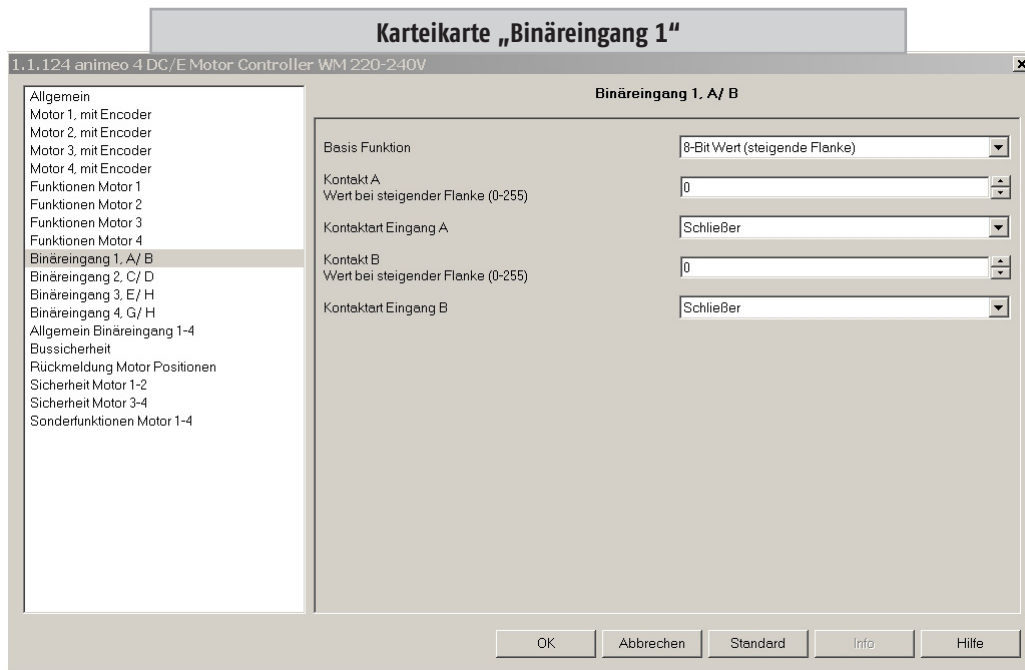 Karteikarte „Binäreingang 1“
1.1.124 animeo 4 DC/E Motor Controller WM 220-240V
Allgemein
Motor 1, mit Encoder
Motor 2, mit Encoder
Motor 3, mit Encoder
Motor 4, mit Encoder
Funktionen Motor 1
Funktionen Motor 2
Funktionen Motor 3
Funktionen Motor 4
Binäreingang 1, A/ B
Binäreingang 2, C/ D
Binäreingang 3, E/ H
Binäreingang 4, G/ H
Allgemein Binäreingang 1-4
Bussicherheit
Rückmeldung Motor Positionen
Sicherheit Motor 1-2
Sicherheit Motor 3-4
Sonderfunktionen Motor 1-4
Binäreingang 1, A/ B
Basis Funktion 8-Bit Wert (steigende Flanke)
Kontakt A
Wert bei steigender Flanke (0-255) 0
Kontaktart Eingang A Schließer
Kontakt B
Wert bei steigender Flanke (0-255) 0
Kontaktart Eingang B Schließer
OK Abbrechen Standard Info Hilfe